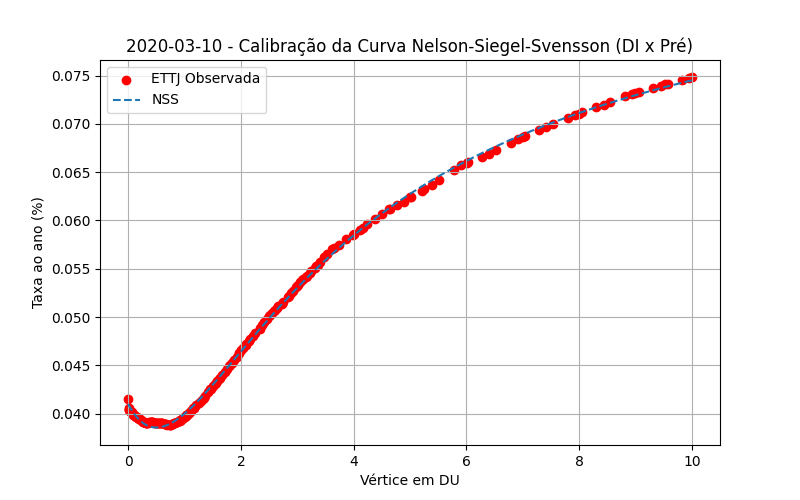 2020-03-10 - Calibração da Curva Nelson-Siegel-Svensson (DI x Pré)
ETTJ Observada
NSS
Taxa ao ano (%)
0.075
0.070
0.065
0.060
0.055
0.050
0.045
0.040
0 2 4 6 8 10
Vértice em DU